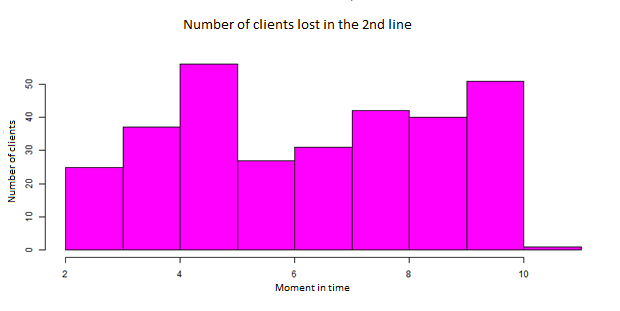 Number of clients lost in the 2nd line
Number of clients
0 10 20 30 40 50
2 4 6 8 10
Moment in time